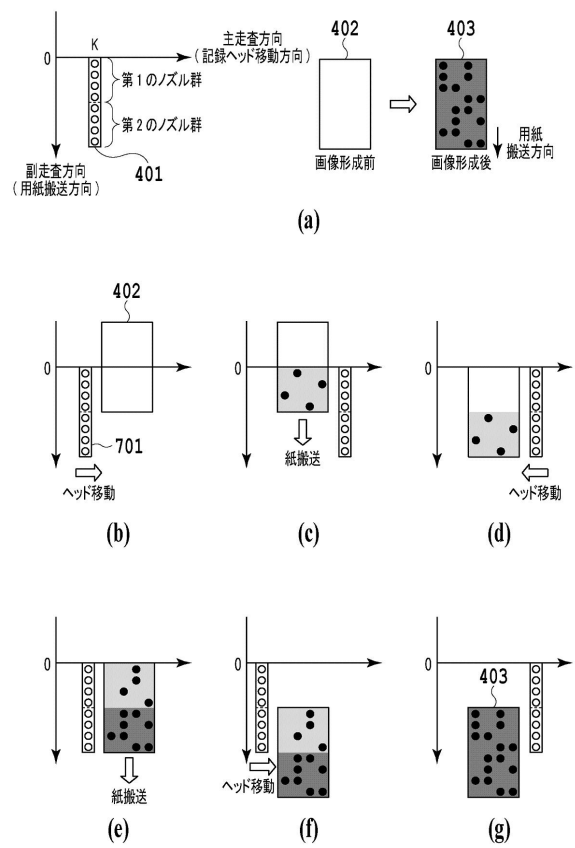 K
0
主走査方向
(記録ヘッド移動方向)
第1のノズル群
第2のノズル群
401
副走査方向
(用紙搬送方向)
402
403
画像形成前
画像形成後
用紙
搬送方向
(a)
402
0
701
ヘッド移動
(b)
0
紙搬送
(c)
0
ヘッド移動
(d)
0
紙搬送
(e)
0
ヘッド移動
(f)
0
403
(g)